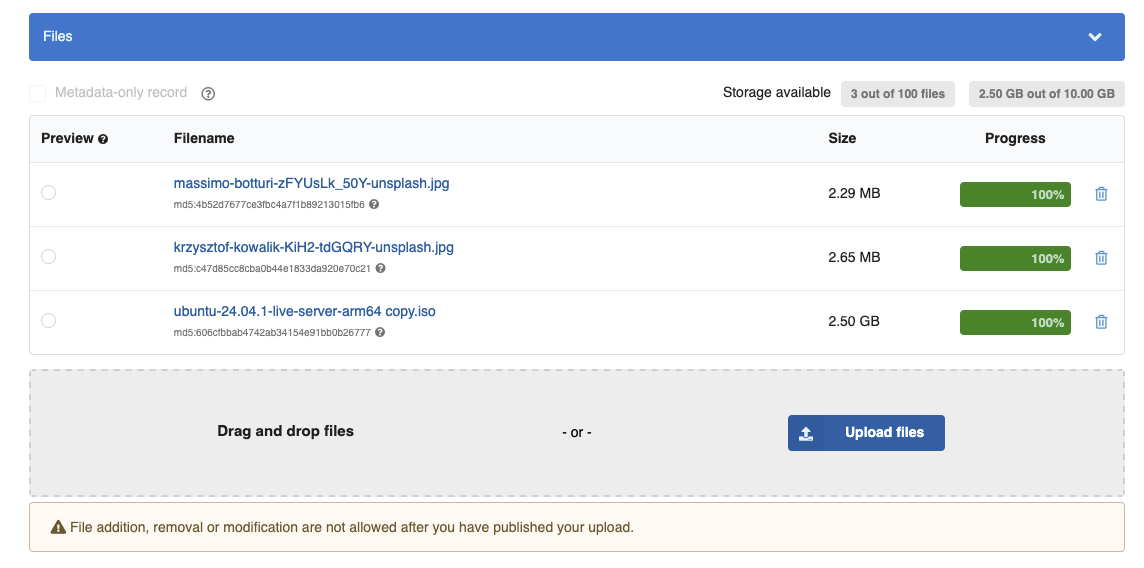 Files
Metadata-only record
Storage available 3 out of 100 files 2.50 GB out of 10.00 GB
Preview Filename Size Progress
massimo-botturi-zFYUsLk_50Y-unsplash.jpg 2.29 MB 100%
md5:4b52d7677ce3fbc4a7f1b89213015fb6
krzysztof-kowalik-KiH2-tdGQRY-unsplash.jpg 2.65 MB 100%
md5:c47d85cc8cba0b44e1833da920e70c21
ubuntu-24.04.1-live-server-arm64 copy.iso 2.50 GB 100%
md5:606cfbbab4742ab34154e91bb0b26777
Drag and drop files - or - Upload files
File addition, removal or modification are not allowed after you have published your upload.